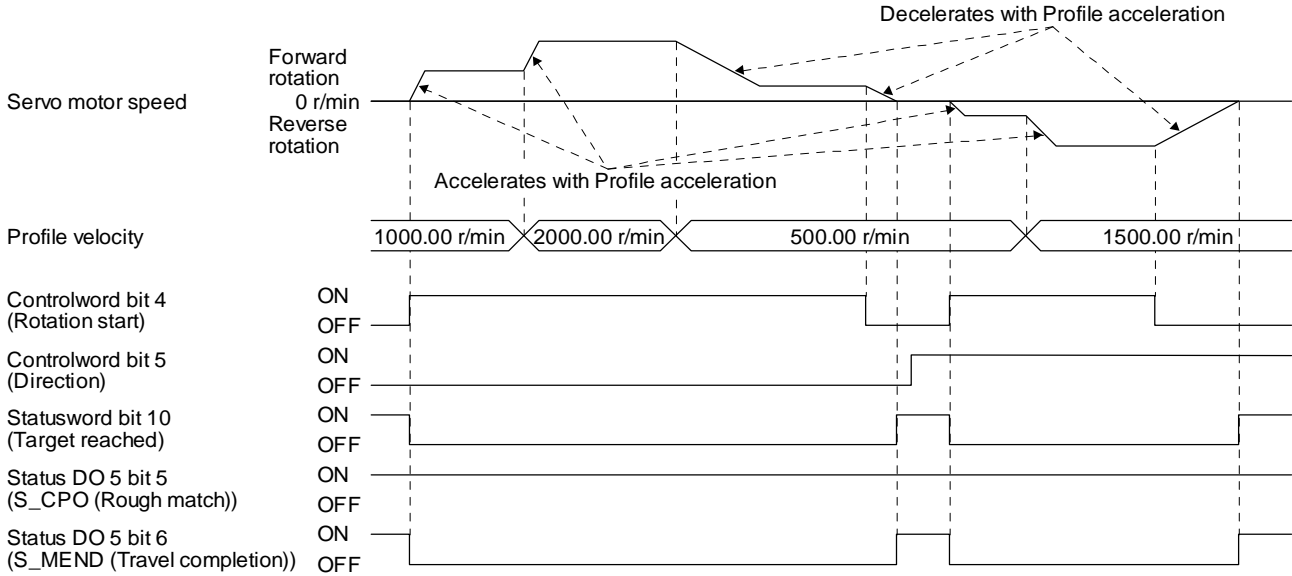 Decelerates with Profile acceleration
Forward
rotation
Servo motor speed
0 r/min
Reverse
rotation
Accelerates with Profile acceleration
Profile velocity
1000.00 r/min
2000.00 r/min
500.00 r/min
1500.00 r/min
Controlword bit 4
(Rotation start)
ON
OFF
Controlword bit 5
(Direction)
ON
OFF
Statusword bit 10
(Target reached)
ON
OFF
Status DO 5 bit 5
(S_CPO (Rough match))
ON
OFF
Status DO 5 bit 6
(S_MEND (Travel completion))
ON
OFF